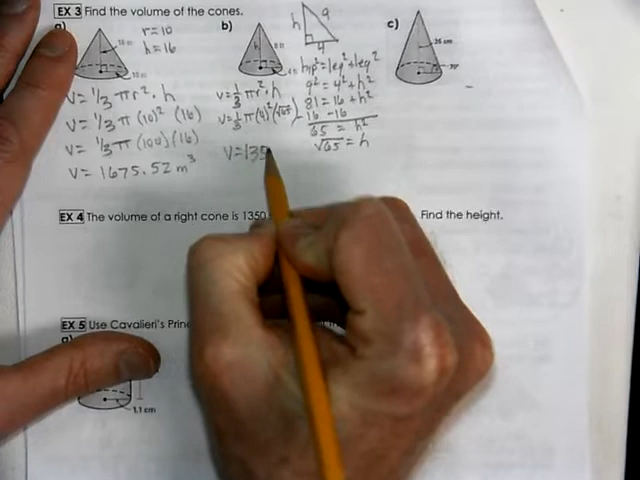 EX 3 Find the volume of the cones.
a)
r=10
h=16
V= 1/3 πr². h
V= 1/3 π (10)² (16)
V= 1/3 π (100) (16)
V= 1675.52 m³
b)
h
h 9
4
V= 1/3 πr². h
V= 1/3 π(4)²(√65)
V=135
hyp²=leg²+leg²
9² = 4²+h²
81 = 16 + h²
-16 -16
65 = h²
√65 = h
c)
26 cm
EX 4 The volume of a right cone is 1350
Find the height.
EX 5 Use Cavalieri's
a)
1.1 cm